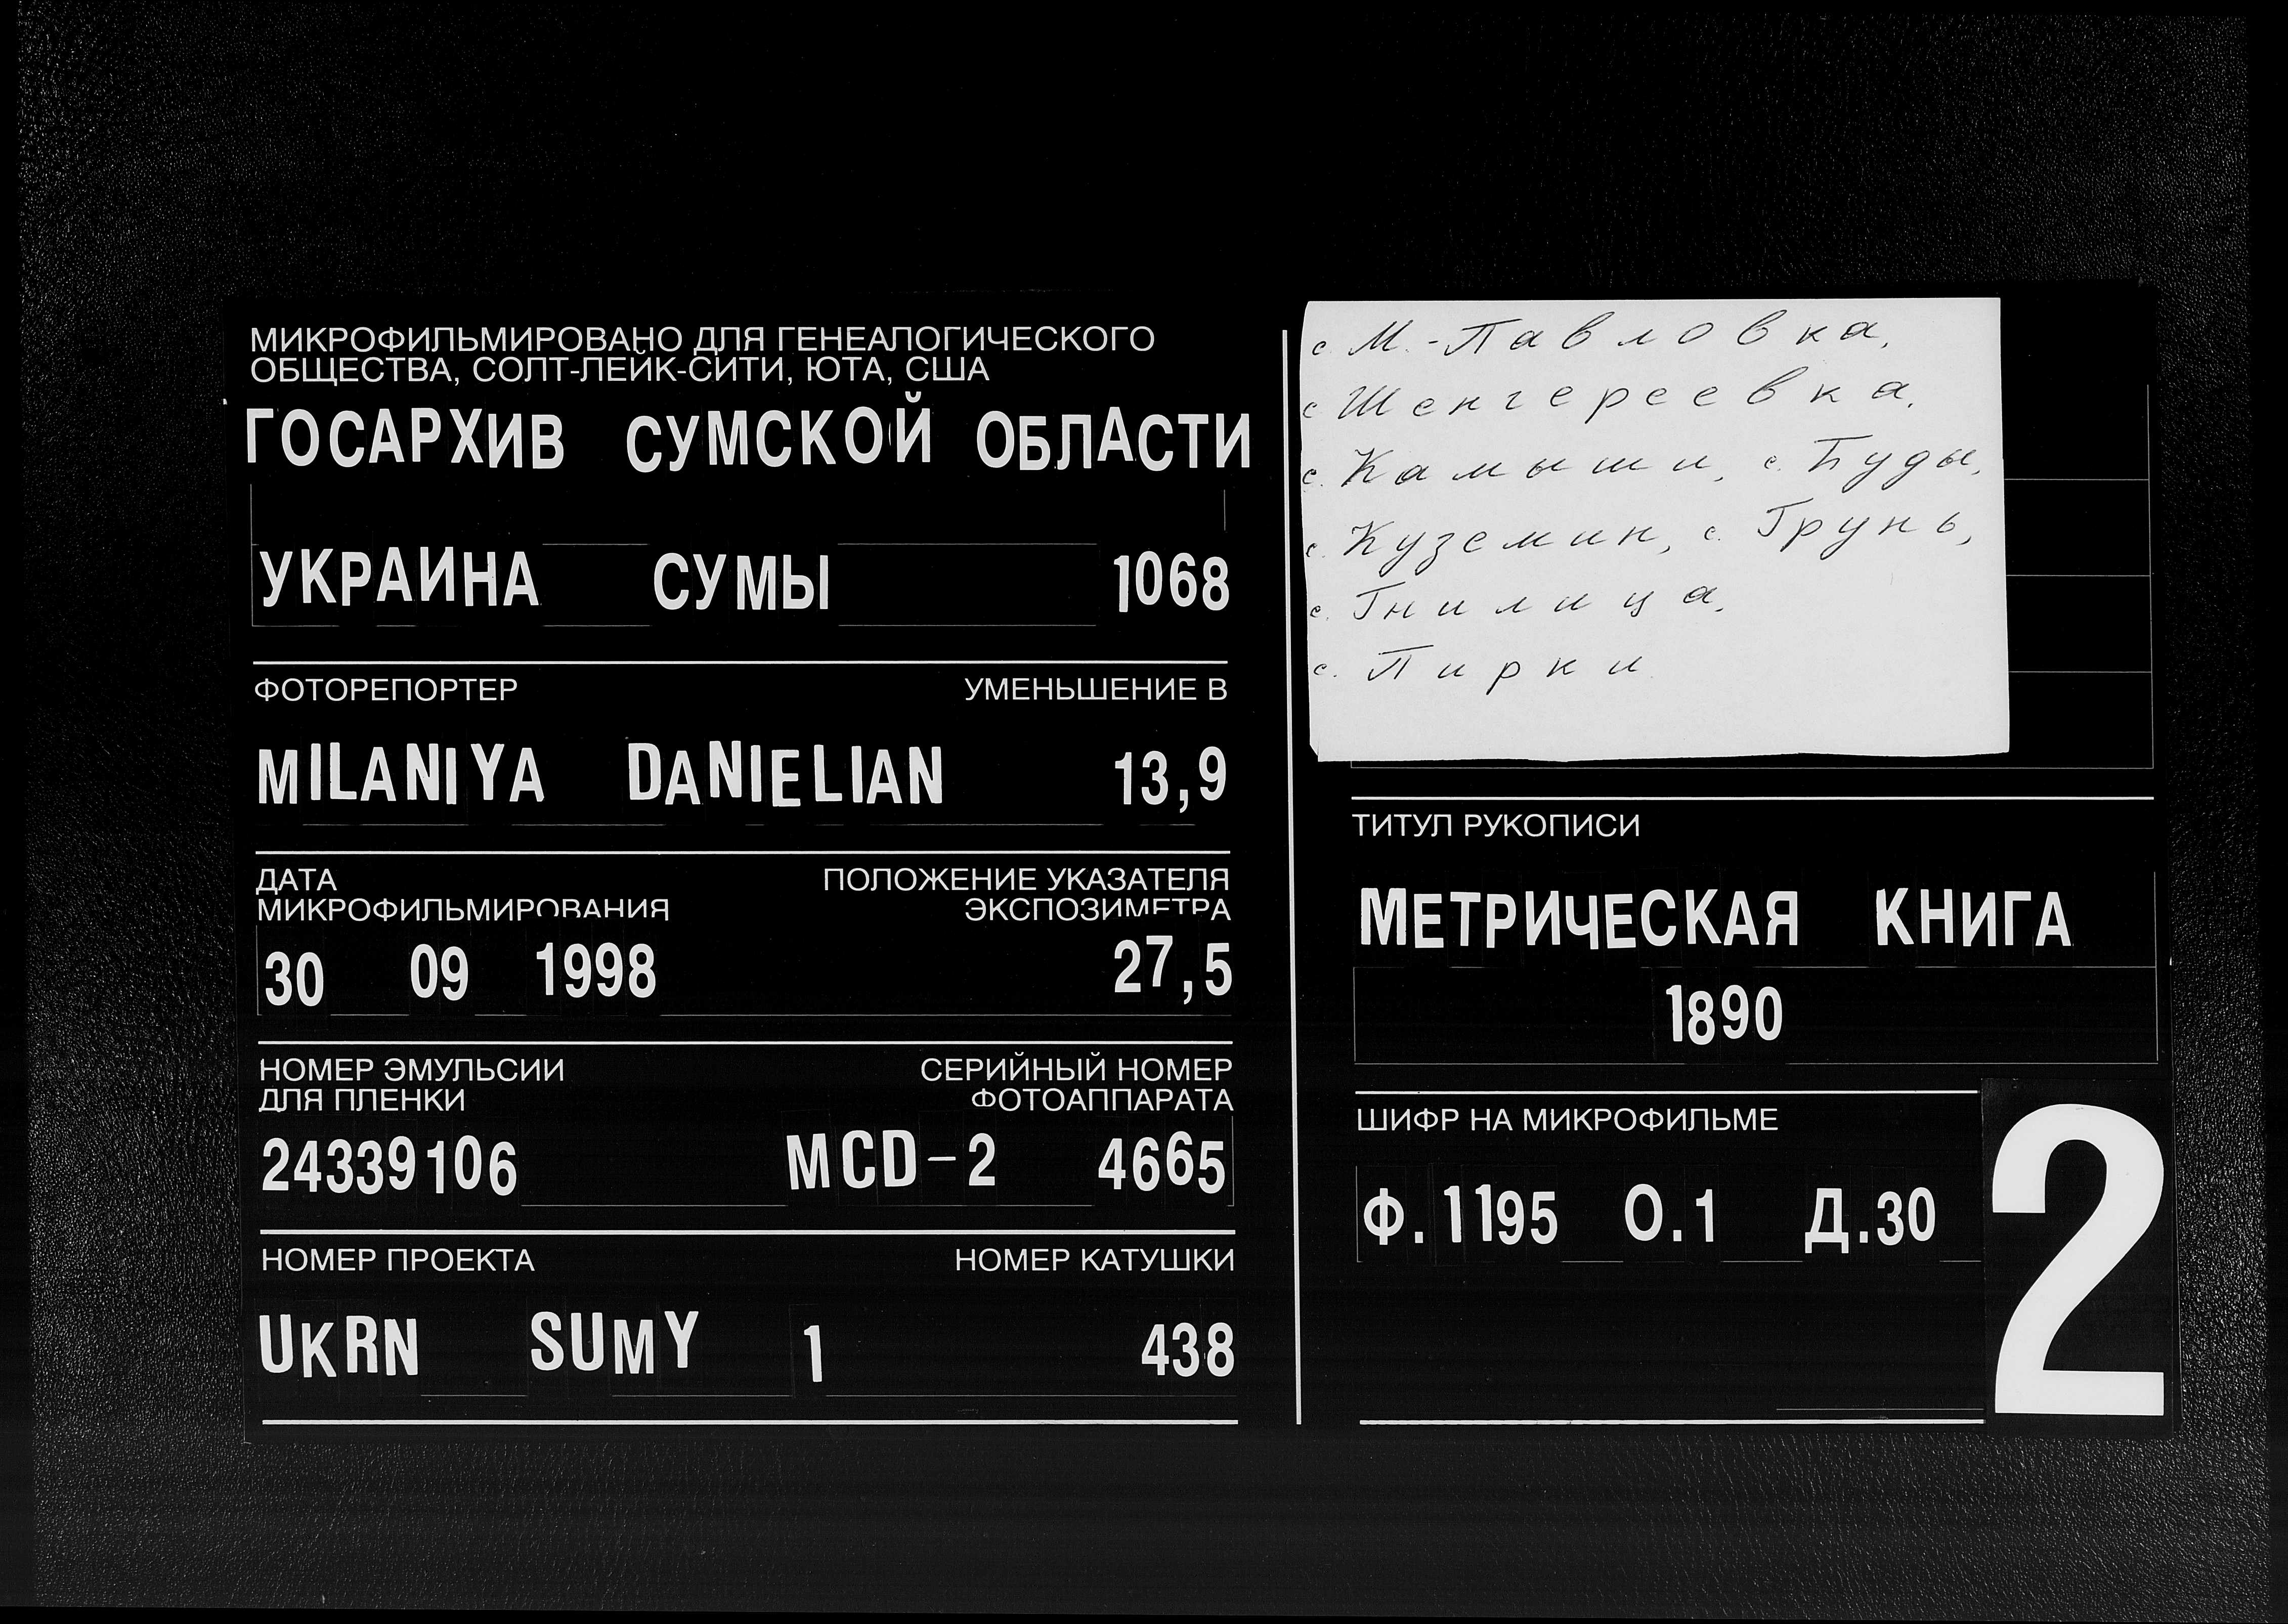 МИКРОФИЛЬМИРОВАНО ДЛЯ ГЕНЕАЛОГИЧЕСКОГО
ОБЩЕСТВА, СОЛТ-ЛЕЙК-СИТИ, ЮТА, США
ГОСАРХИВ СУМСКОЙ ОБЛАСТИ
УКРАИНА СУМЫ 1068
ФОТОРЕПОРТЕР УМЕНЬШЕНИЕ В
MILANIYA DANIELIAN 13,9
ДАТА ПОЛОЖЕНИЕ УКАЗАТЕЛЯ
МИКРОФИЛЬМИРОВАНИЯ ЭКСПОЗИМЕТРА
30 09 1998 27,5
НОМЕР ЭМУЛЬСИИ СЕРИЙНЫЙ НОМЕР
ДЛЯ ПЛЕНКИ ФОТОАППАРАТА
24339106 MCD-2 4665
НОМЕР ПРОЕКТА НОМЕР КАТУШКИ
UKRN SUMY 1 438
с. М.-Павловка,
с Шенгереевка,
с. Камыши, с. Буды,
с. Куземин, с. Грунь,
с. Гнилица,
с. Пирки
ТИТУЛ РУКОПИСИ
МЕТРИЧЕСКАЯ КНИГА
1890
ШИФР НА МИКРОФИЛЬМЕ
Ф.1195 О.1 Д.30
2